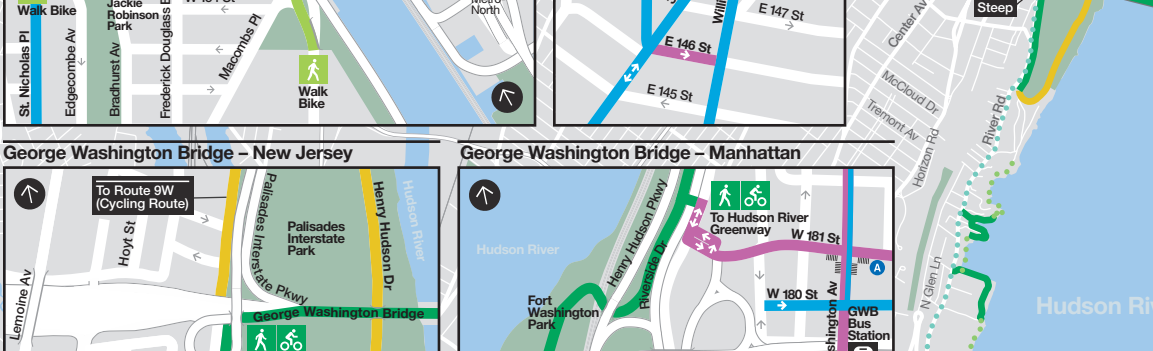 Walk Bike
Jackie
Robinson
Park
St. Nicholas Pl
Edgecombe Av
Bradhurst Av
Frederick Douglass B
Macombs Pl
Walk
Bike
North
E 147 St
E 146 St
E 145 St
Center Av
Steep
McCloud Dr
Tremont Av
Horizon Rd
River Rd
N Glen Ln
Hudson Riv
George Washington Bridge – New Jersey
To Route 9W
(Cycling Route)
Hoyt St
Lemoine Av
Palisades Interstate Pkwy
Palisades
Interstate
Park
Henry Hudson Dr
Hudson River
George Washington Bridge
George Washington Bridge – Manhattan
Hudson River
Henry Hudson Pkwy
Riverside Dr
To Hudson River
Greenway
W 181 St
A
Fort
Washington
Park
W 180 St
shington Av
GWB
Bus
Station